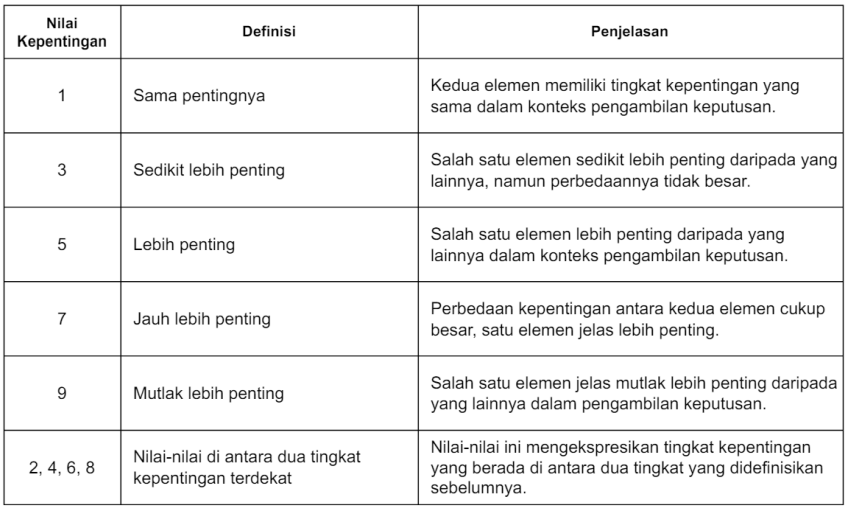 Nilai
Kepentingan
Definisi
Penjelasan
1
Sama pentingnya
Kedua elemen memiliki tingkat kepentingan yang
sama dalam konteks pengambilan keputusan.
3
Sedikit lebih penting
Salah satu elemen sedikit lebih penting daripada yang
lainnya, namun perbedaannya tidak besar.
5
Lebih penting
Salah satu elemen lebih penting daripada yang
lainnya dalam konteks pengambilan keputusan.
7
Jauh lebih penting
Perbedaan kepentingan antara kedua elemen cukup
besar, satu elemen jelas lebih penting.
9
Mutlak lebih penting
Salah satu elemen jelas mutlak lebih penting daripada
yang lainnya dalam pengambilan keputusan.
2, 4, 6, 8
Nilai-nilai di antara dua tingkat
kepentingan terdekat
Nilai-nilai ini mengekspresikan tingkat kepentingan
yang berada di antara dua tingkat yang didefinisikan
sebelumnya.